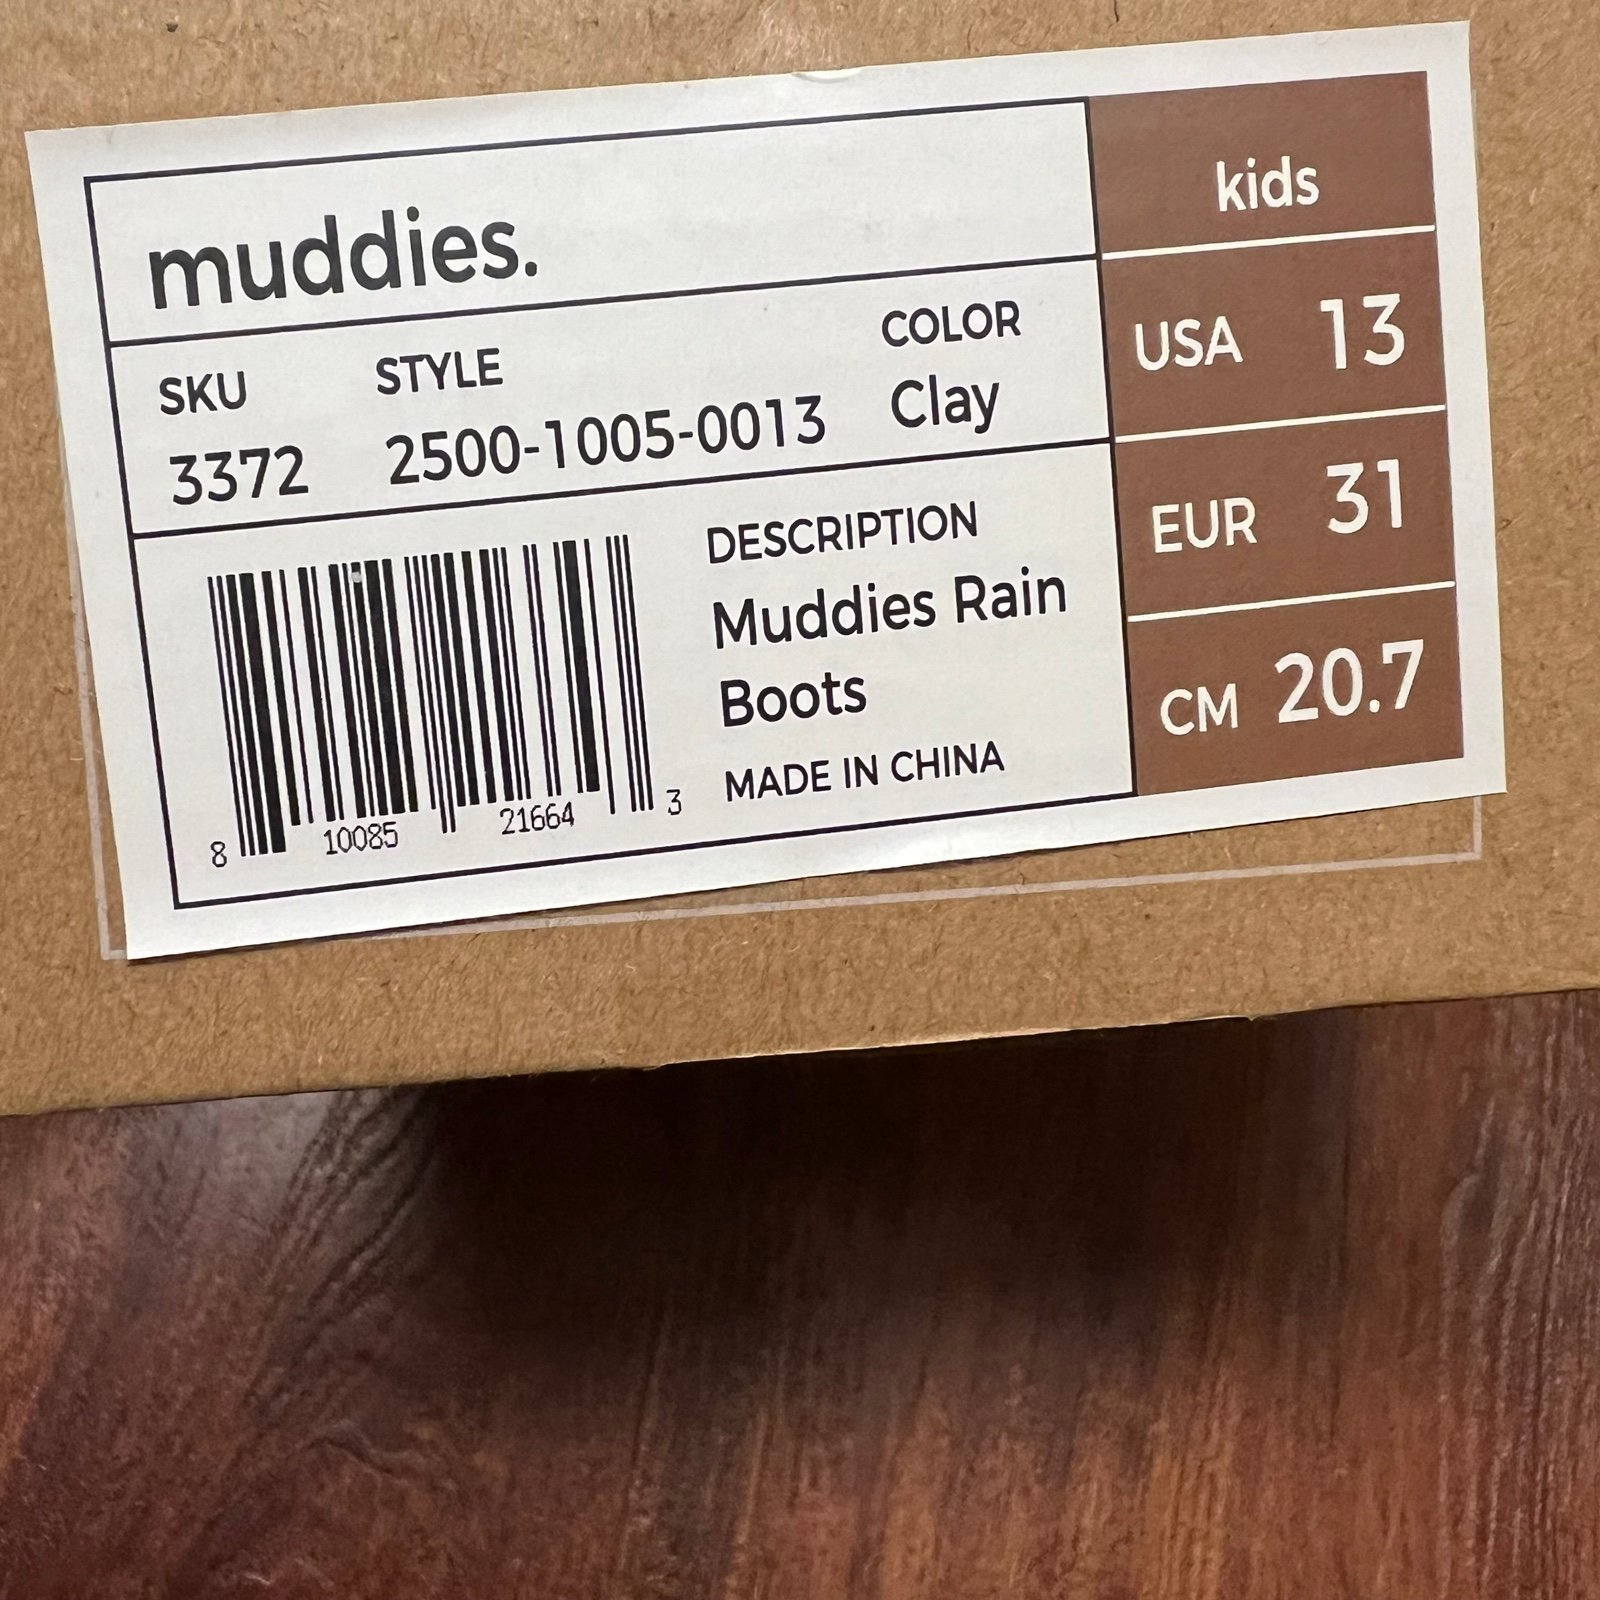 muddies.
SKU STYLE COLOR
3372 2500-1005-0013 Clay
DESCRIPTION
Muddies Rain
Boots
MADE IN CHINA
8 10085 21664 3
kids
USA 13
EUR 31
CM 20.7